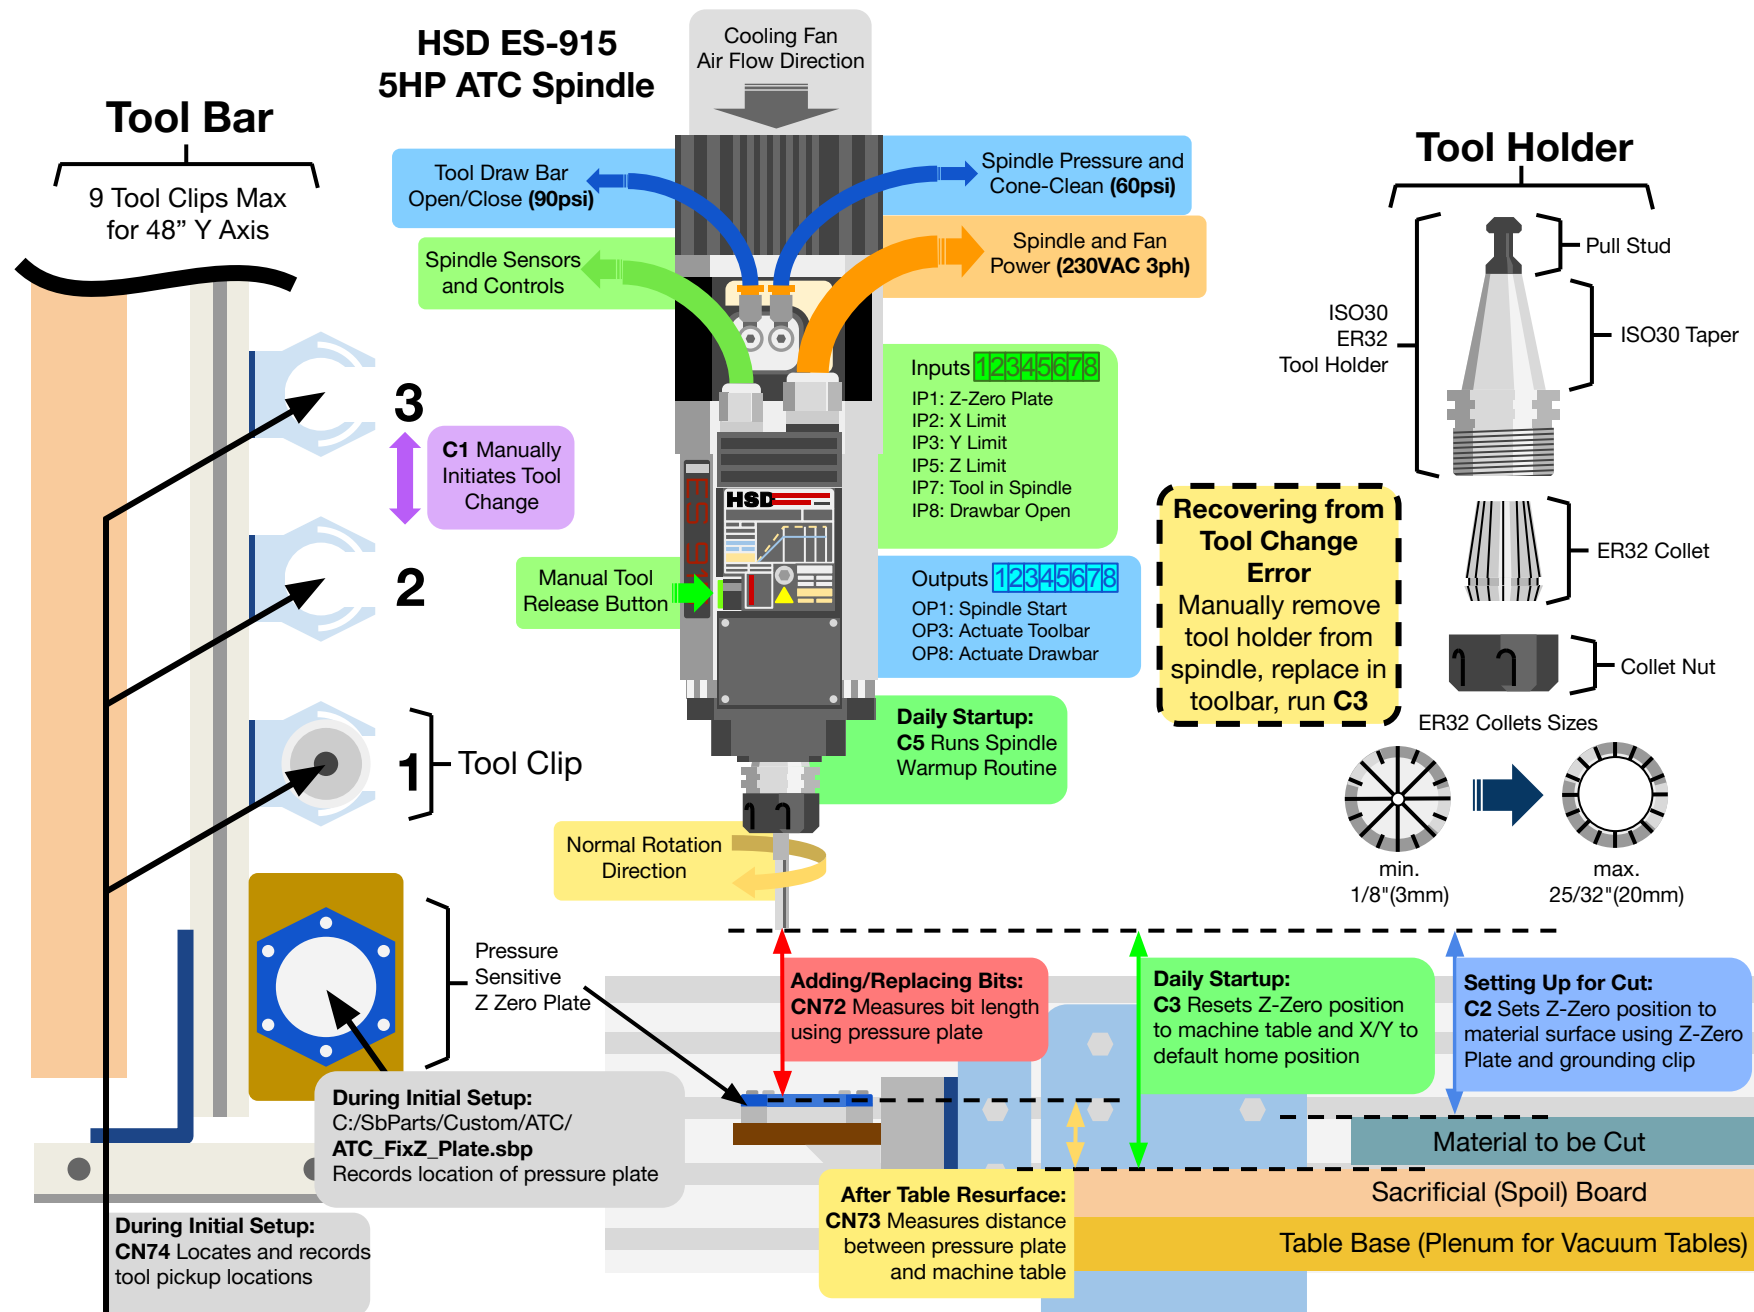 HSD ES-915
5HP ATC Spindle
Cooling Fan
Air Flow Direction
Tool Bar
9 Tool Clips Max
for 48” Y Axis
Tool Draw Bar
Open/Close (90psi)
Spindle Pressure and
Cone-Clean (60psi)
Spindle Sensors
and Controls
Spindle and Fan
Power (230VAC 3ph)
Tool Holder
Pull Stud
ISO30
ER32
Tool Holder
ISO30 Taper
3
C1 Manually
Initiates Tool
Change
2
Inputs 12345678
IP1: Z-Zero Plate
IP2: X Limit
IP3: Y Limit
IP5: Z Limit
IP7: Tool in Spindle
IP8: Drawbar Open
HSD
ES 91
Manual Tool
Release Button
Outputs 12345678
OP1: Spindle Start
OP3: Actuate Toolbar
OP8: Actuate Drawbar
Recovering from
Tool Change
Error
Manually remove
tool holder from
spindle, replace in
toolbar, run C3
ER32 Collet
Collet Nut
ER32 Collets Sizes
min.
1/8"(3mm)
max.
25/32"(20mm)
1
Tool Clip
Daily Startup:
C5 Runs Spindle
Warmup Routine
Normal Rotation
Direction
Pressure
Sensitive
Z Zero Plate
Adding/Replacing Bits:
CN72 Measures bit length
using pressure plate
Daily Startup:
C3 Resets Z-Zero position
to machine table and X/Y to
default home position
Setting Up for Cut:
C2 Sets Z-Zero position to
material surface using Z-Zero
Plate and grounding clip
During Initial Setup:
C:/SbParts/Custom/ATC/
ATC_FixZ_Plate.sbp
Records location of pressure plate
Material to be Cut
Sacrificial (Spoil) Board
Table Base (Plenum for Vacuum Tables)
After Table Resurface:
CN73 Measures distance
between pressure plate
and machine table
During Initial Setup:
CN74 Locates and records
tool pickup locations